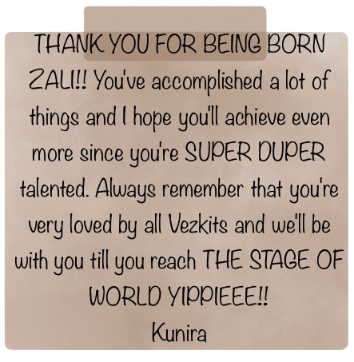 THANK YOU FOR BEING BORN
ZALI!! You've accomplished a lot of
things and I hope you'll achieve even
more since you're SUPER DUPER
talented. Always remember that you're
very loved by all Vezkits and we'll be
with you till you reach THE STAGE OF
WORLD YIPPIEEE!!
Kunira